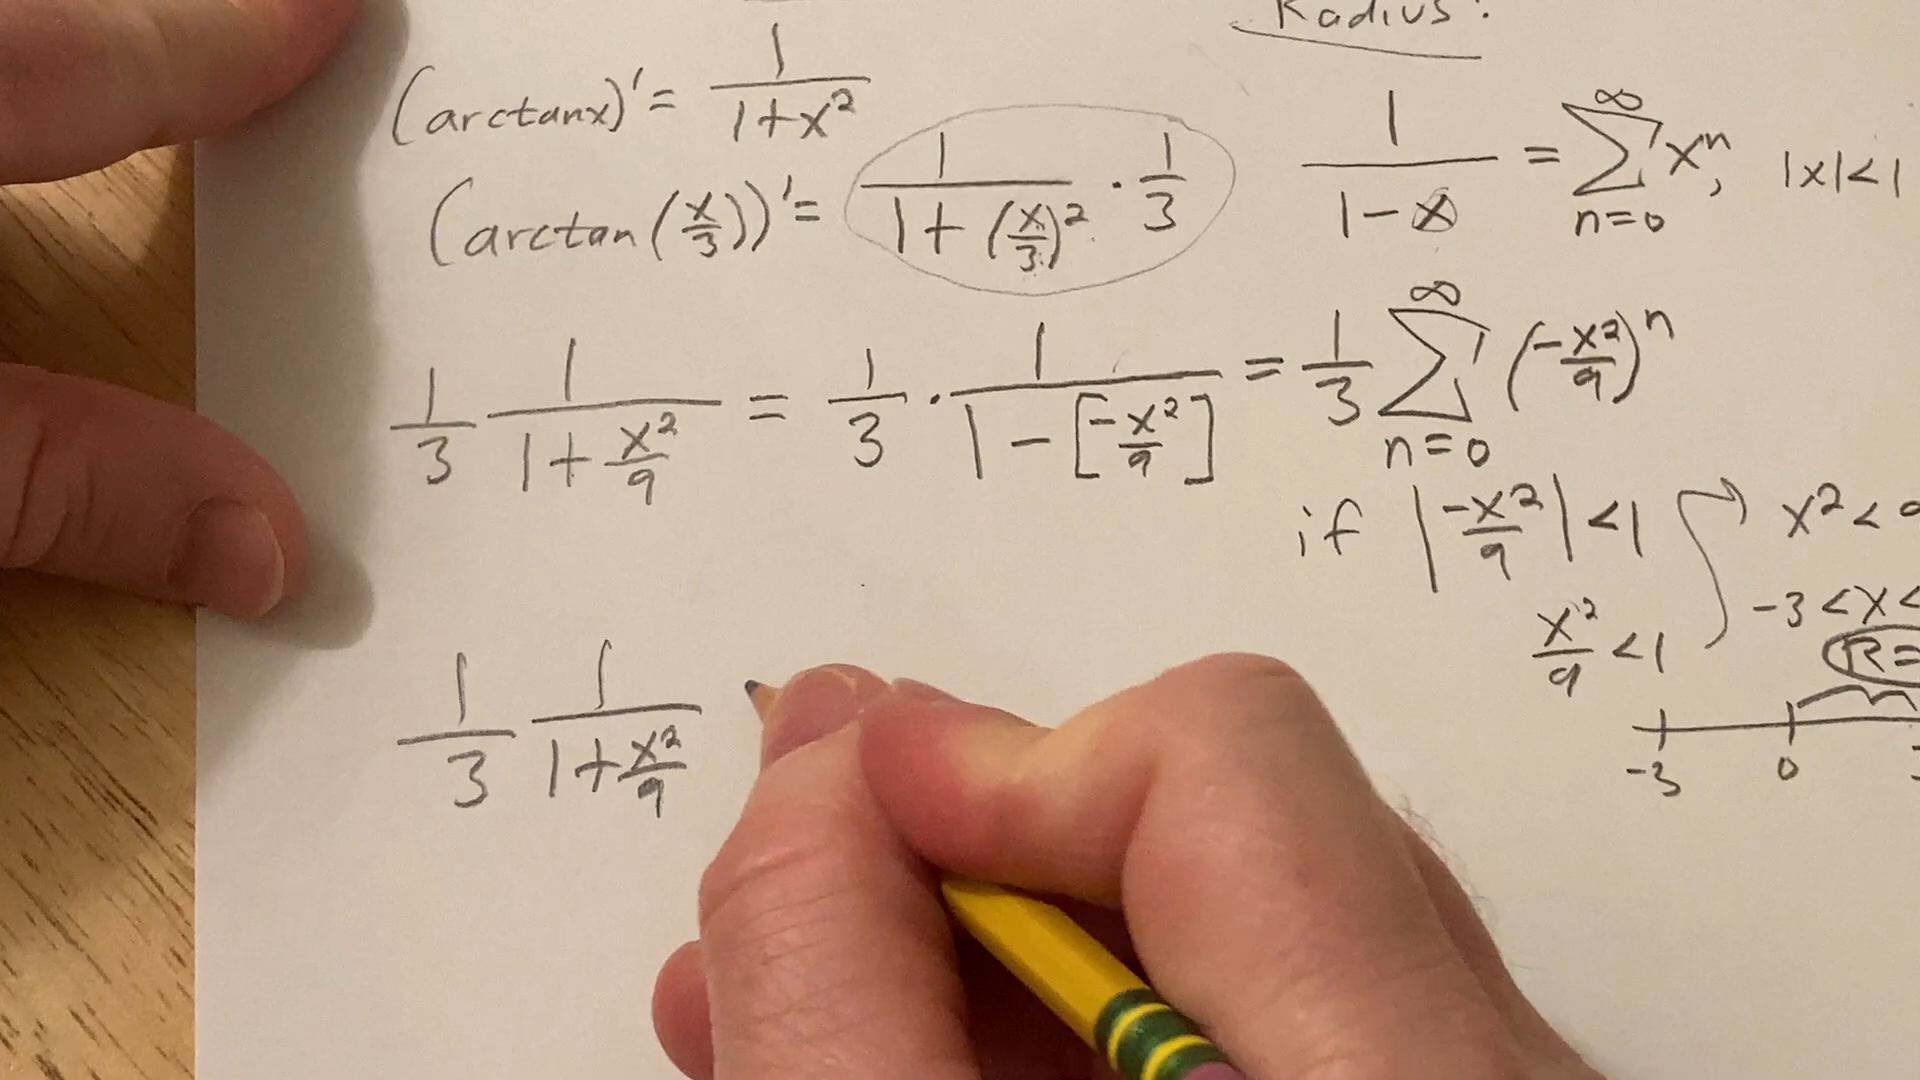 Radius:
(arctanx)' = 1/(1+x²)
1/(1-x) = ∑_{n=0}^{∞} xⁿ, |x|<1
(arctan(x/3))' = 1/(1+(x/3)²) · 1/3
1/3 1/(1+x²/9) = 1/3 · 1/(1-[-x²/9]) = 1/3 ∑_{n=0}^{∞} (-x²/9)ⁿ
if |-x²/9| <1
x² <
x²/9 <1
-3 <x<
R=
1/3 1/(1+x²/9)
-3 0